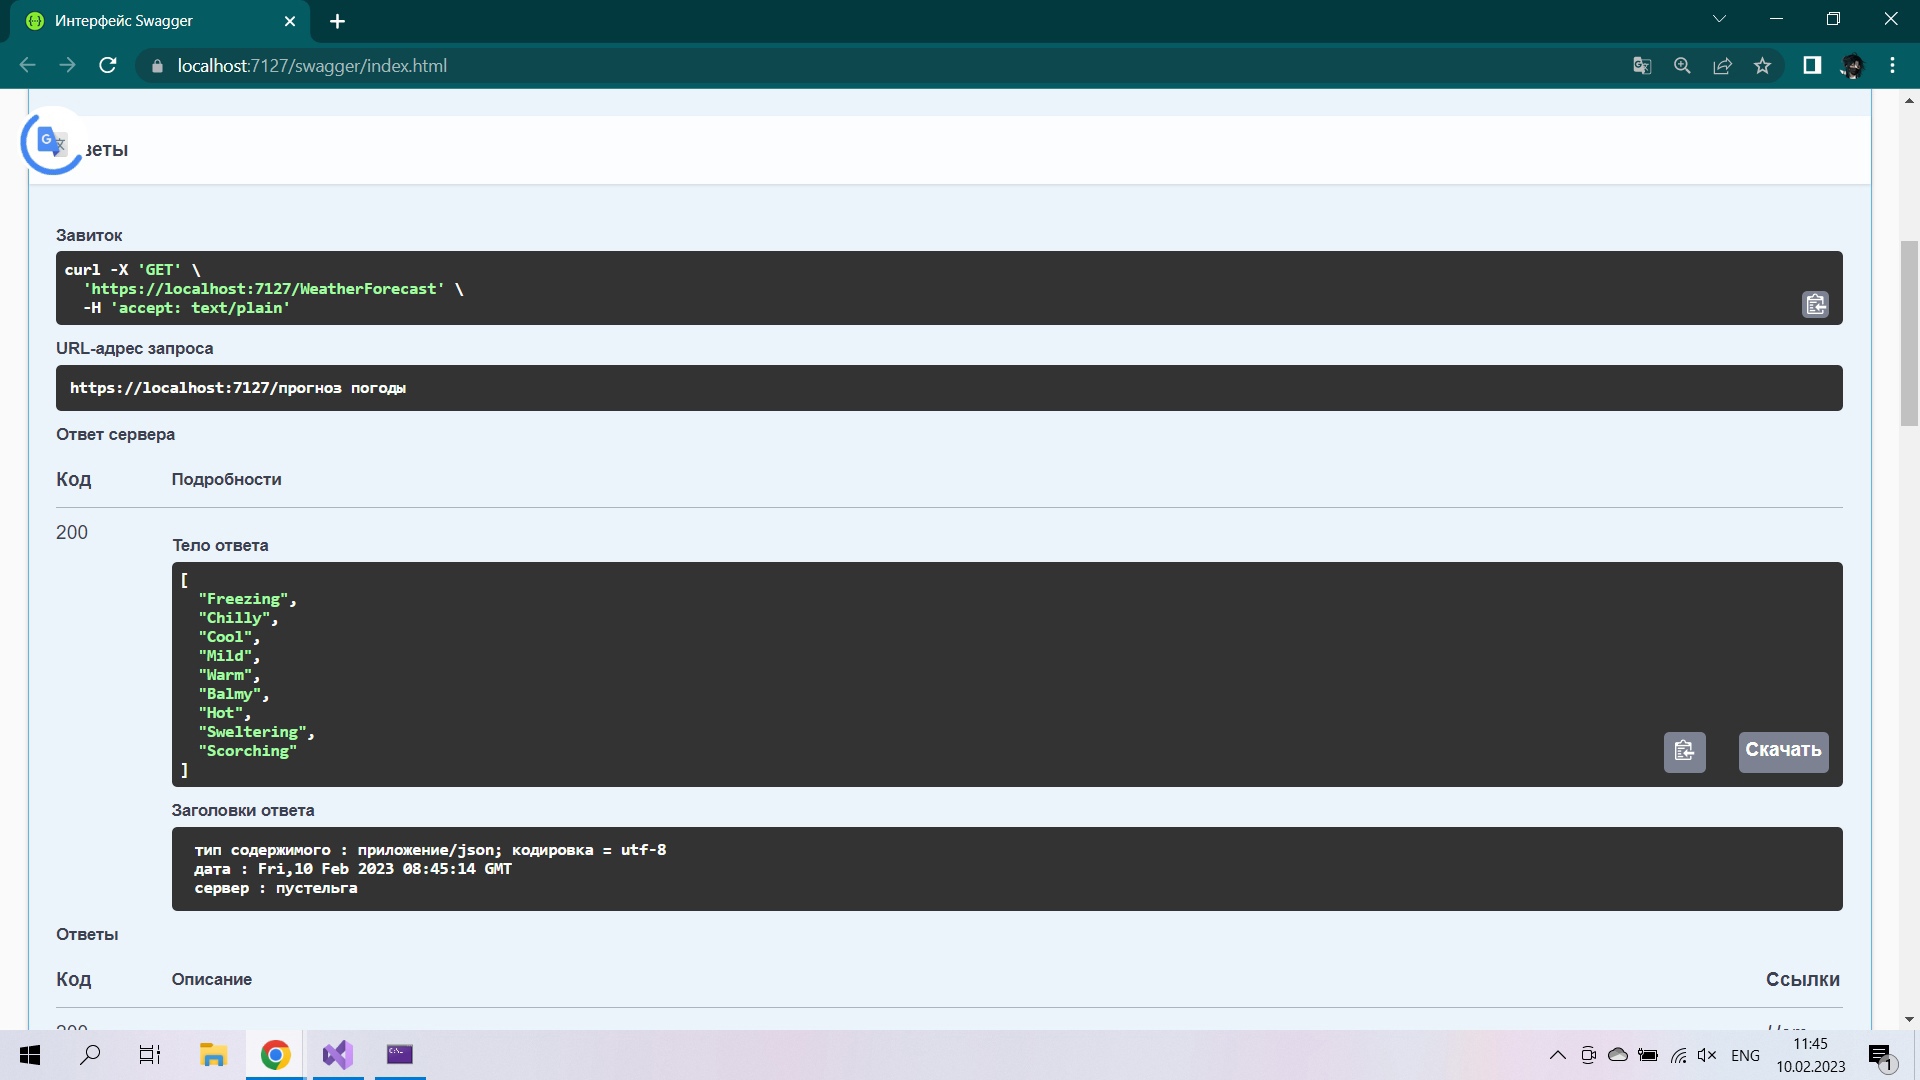 Интерфейс Swagger
localhost:7127/swagger/index.html
веты
Завиток
curl -X 'GET' \
'https://localhost:7127/WeatherForecast' \
-H 'accept: text/plain'
URL-адрес запроса
https://localhost:7127/прогноз погоды
Ответ сервера
Код Подробности
200
Тело ответа
[
"Freezing",
"Chilly",
"Cool",
"Mild",
"Warm",
"Balmy",
"Hot",
"Sweltering",
"Scorching"
]
Скачать
Заголовки ответа
тип содержимого : приложение/json; кодировка = utf-8
дата : Fri,10 Feb 2023 08:45:14 GMT
сервер : пустельга
Ответы
Код Описание Ссылки
ENG
11:45
10.02.2023
1